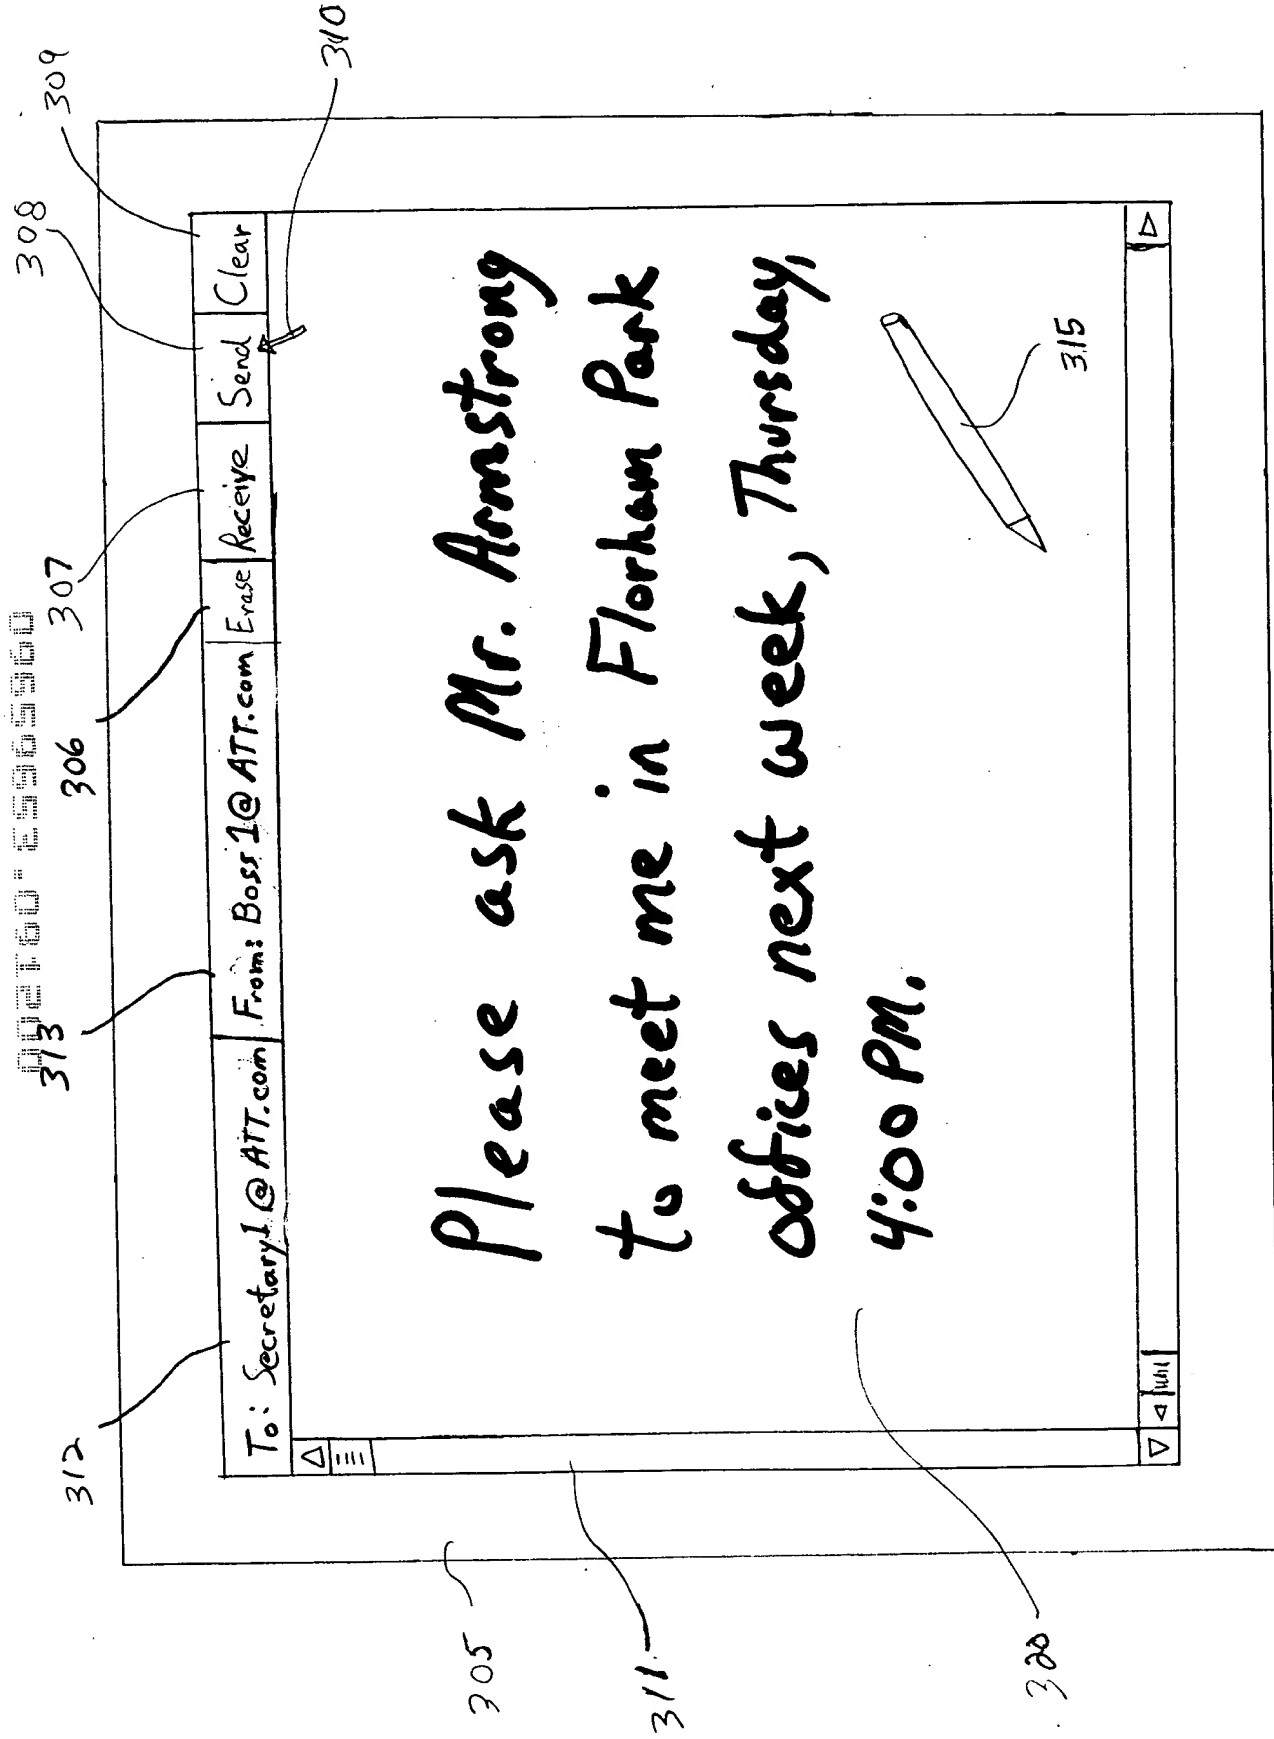 308 309
306 307 310
312 313
To: Secretary1@ATT.com From: Boss1@ATT.com Erase Receive Send Clear
Please ask Mr. Armstrong
to meet me in Florham Park
offices next week, Thursday,
4:00 PM.
305
311
315
320